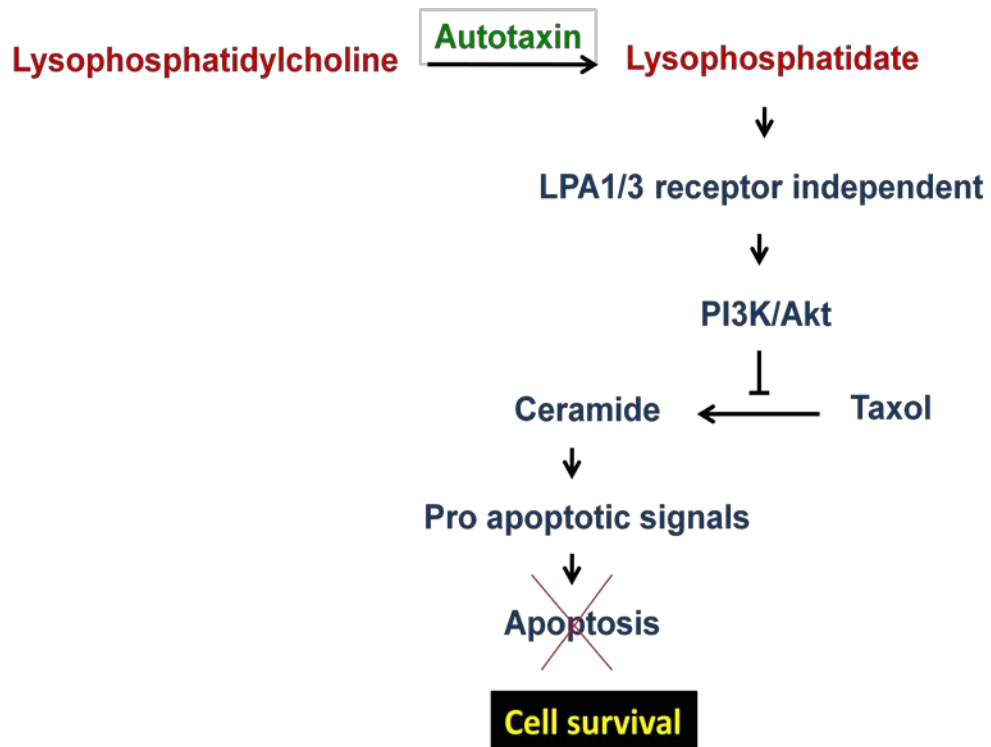 Autotaxin
Lysophosphatidylcholine
Lysophosphatidate
LPA1/3 receptor independent
PI3K/Akt
Ceramide
Taxol
Pro apoptotic signals
Apoptosis
Cell survival